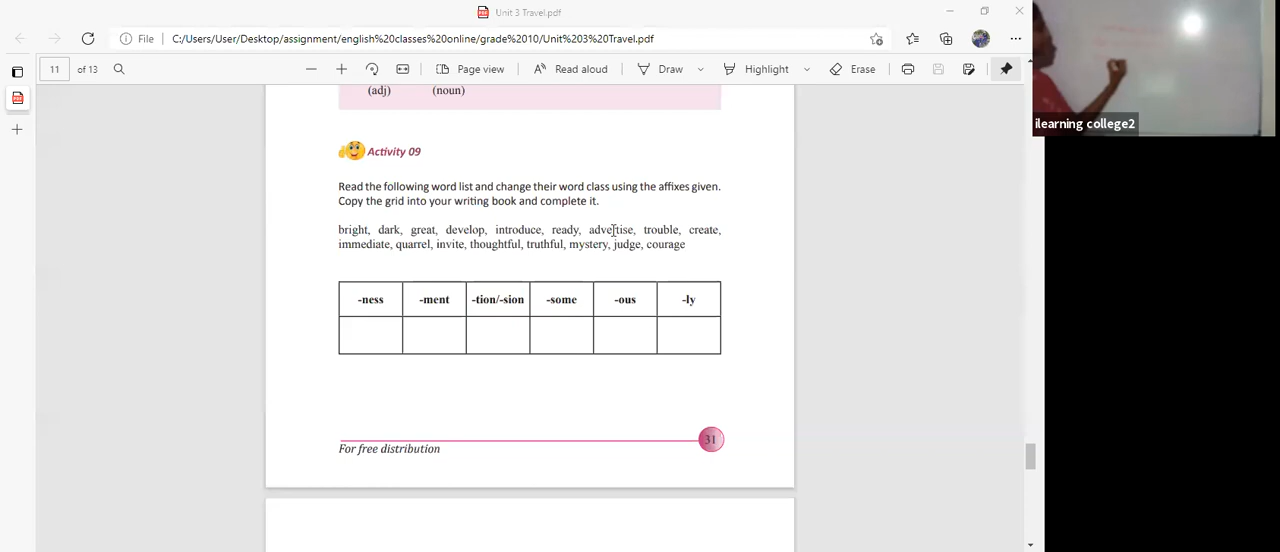 Unit 3 Travel.pdf
File
C:/Users/User/Desktop/assignment/english%20classes%20online/grade%2010/Unit%203%20Travel.pdf
11 of 13
Page view
Read aloud
Draw
Highlight
Erase
ilearning college2
(adj) (noun)
Activity 09
Read the following word list and change their word class using the affixes given.
Copy the grid into your writing book and complete it.
bright, dark, great, develop, introduce, ready, advertise, trouble, create,
immediate, quarrel, invite, thoughtful, truthful, mystery, judge, courage
-ness -ment -tion/-sion -some -ous -ly
31
For free distribution